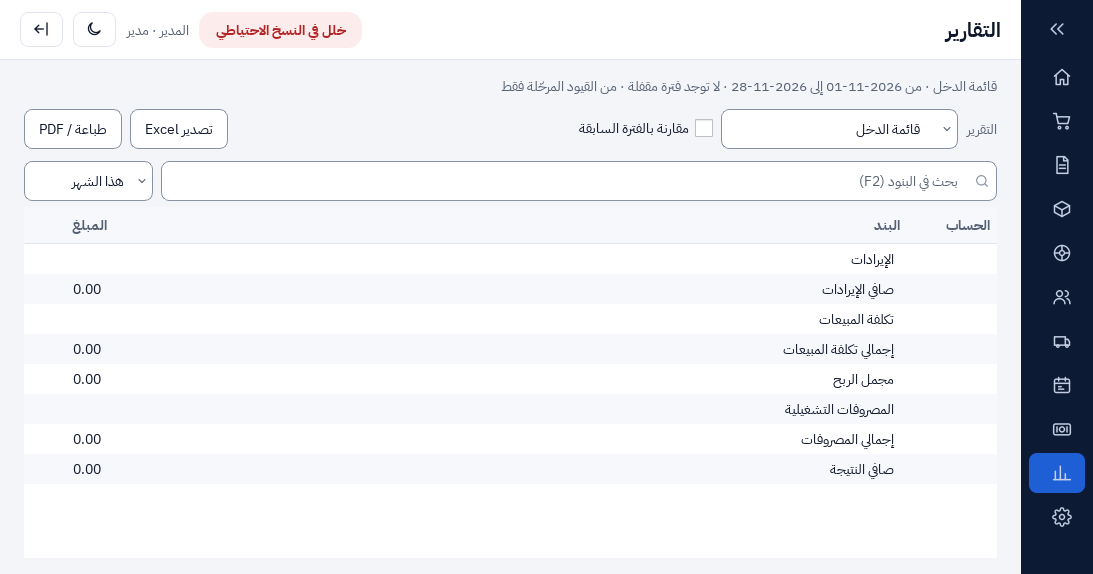 التقارير
خلل في النسخ الاحتياطي
المدير · مدير
قائمة الدخل · من 2026-11-01 إلى 2026-11-28 · لا توجد فترة مقفلة · من القيود المرحّلة فقط
التقرير
قائمة الدخل
مقارنة بالفترة السابقة
تصدير Excel
طباعة / PDF
بحث في البنود (F2)
هذا الشهر
الحساب البند المبلغ
الإيرادات
صافي الإيرادات 0.00
تكلفة المبيعات
إجمالي تكلفة المبيعات 0.00
مجمل الربح 0.00
المصروفات التشغيلية
إجمالي المصروفات 0.00
صافي النتيجة 0.00